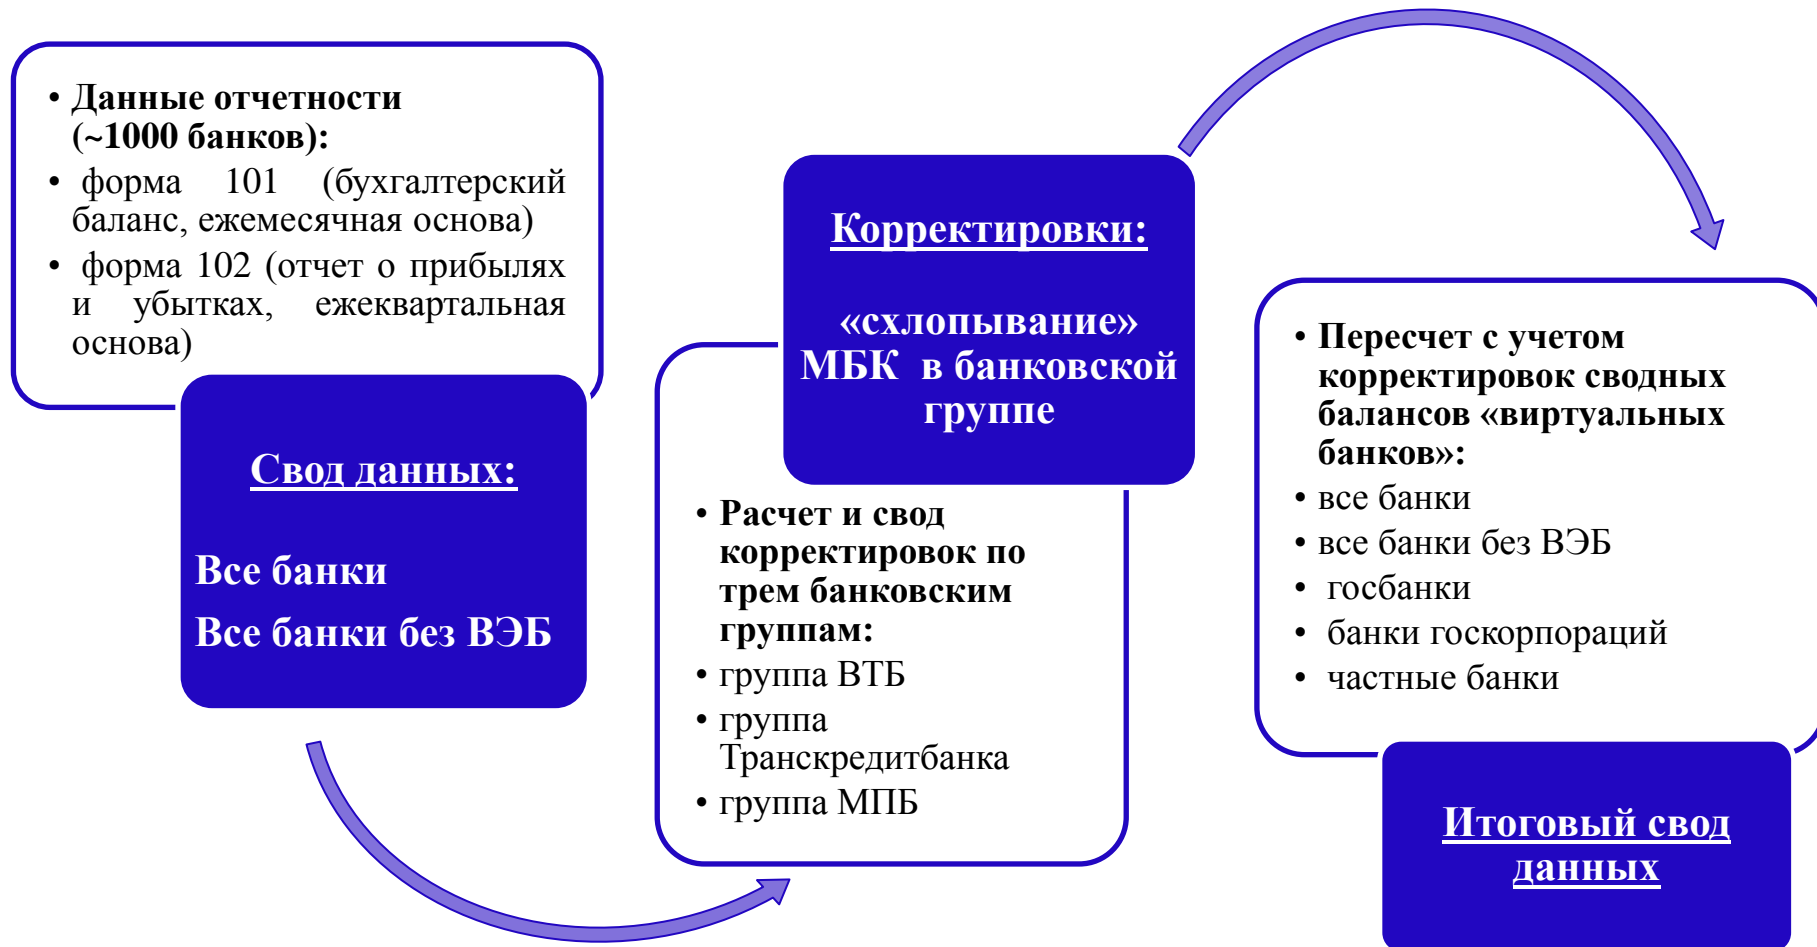 • Данные отчетности
(~1000 банков):
• форма 101 (бухгалтерский
баланс, ежемесячная основа)
• форма 102 (отчет о прибылях
и убытках, ежеквартальная
основа)
Свод данных:
Все банки
Все банки без ВЭБ
Корректировки:
«схлопывание»
МБК в банковской
группе
• Расчет и свод
корректировок по
трем банковским
группам:
• группа ВТБ
• группа
Транскредитбанка
• группа МПБ
• Пересчет с учетом
корректировок сводных
балансов «виртуальных
банков»:
• все банки
• все банки без ВЭБ
• госбанки
• банки госкорпораций
• частные банки
Итоговый свод
данных